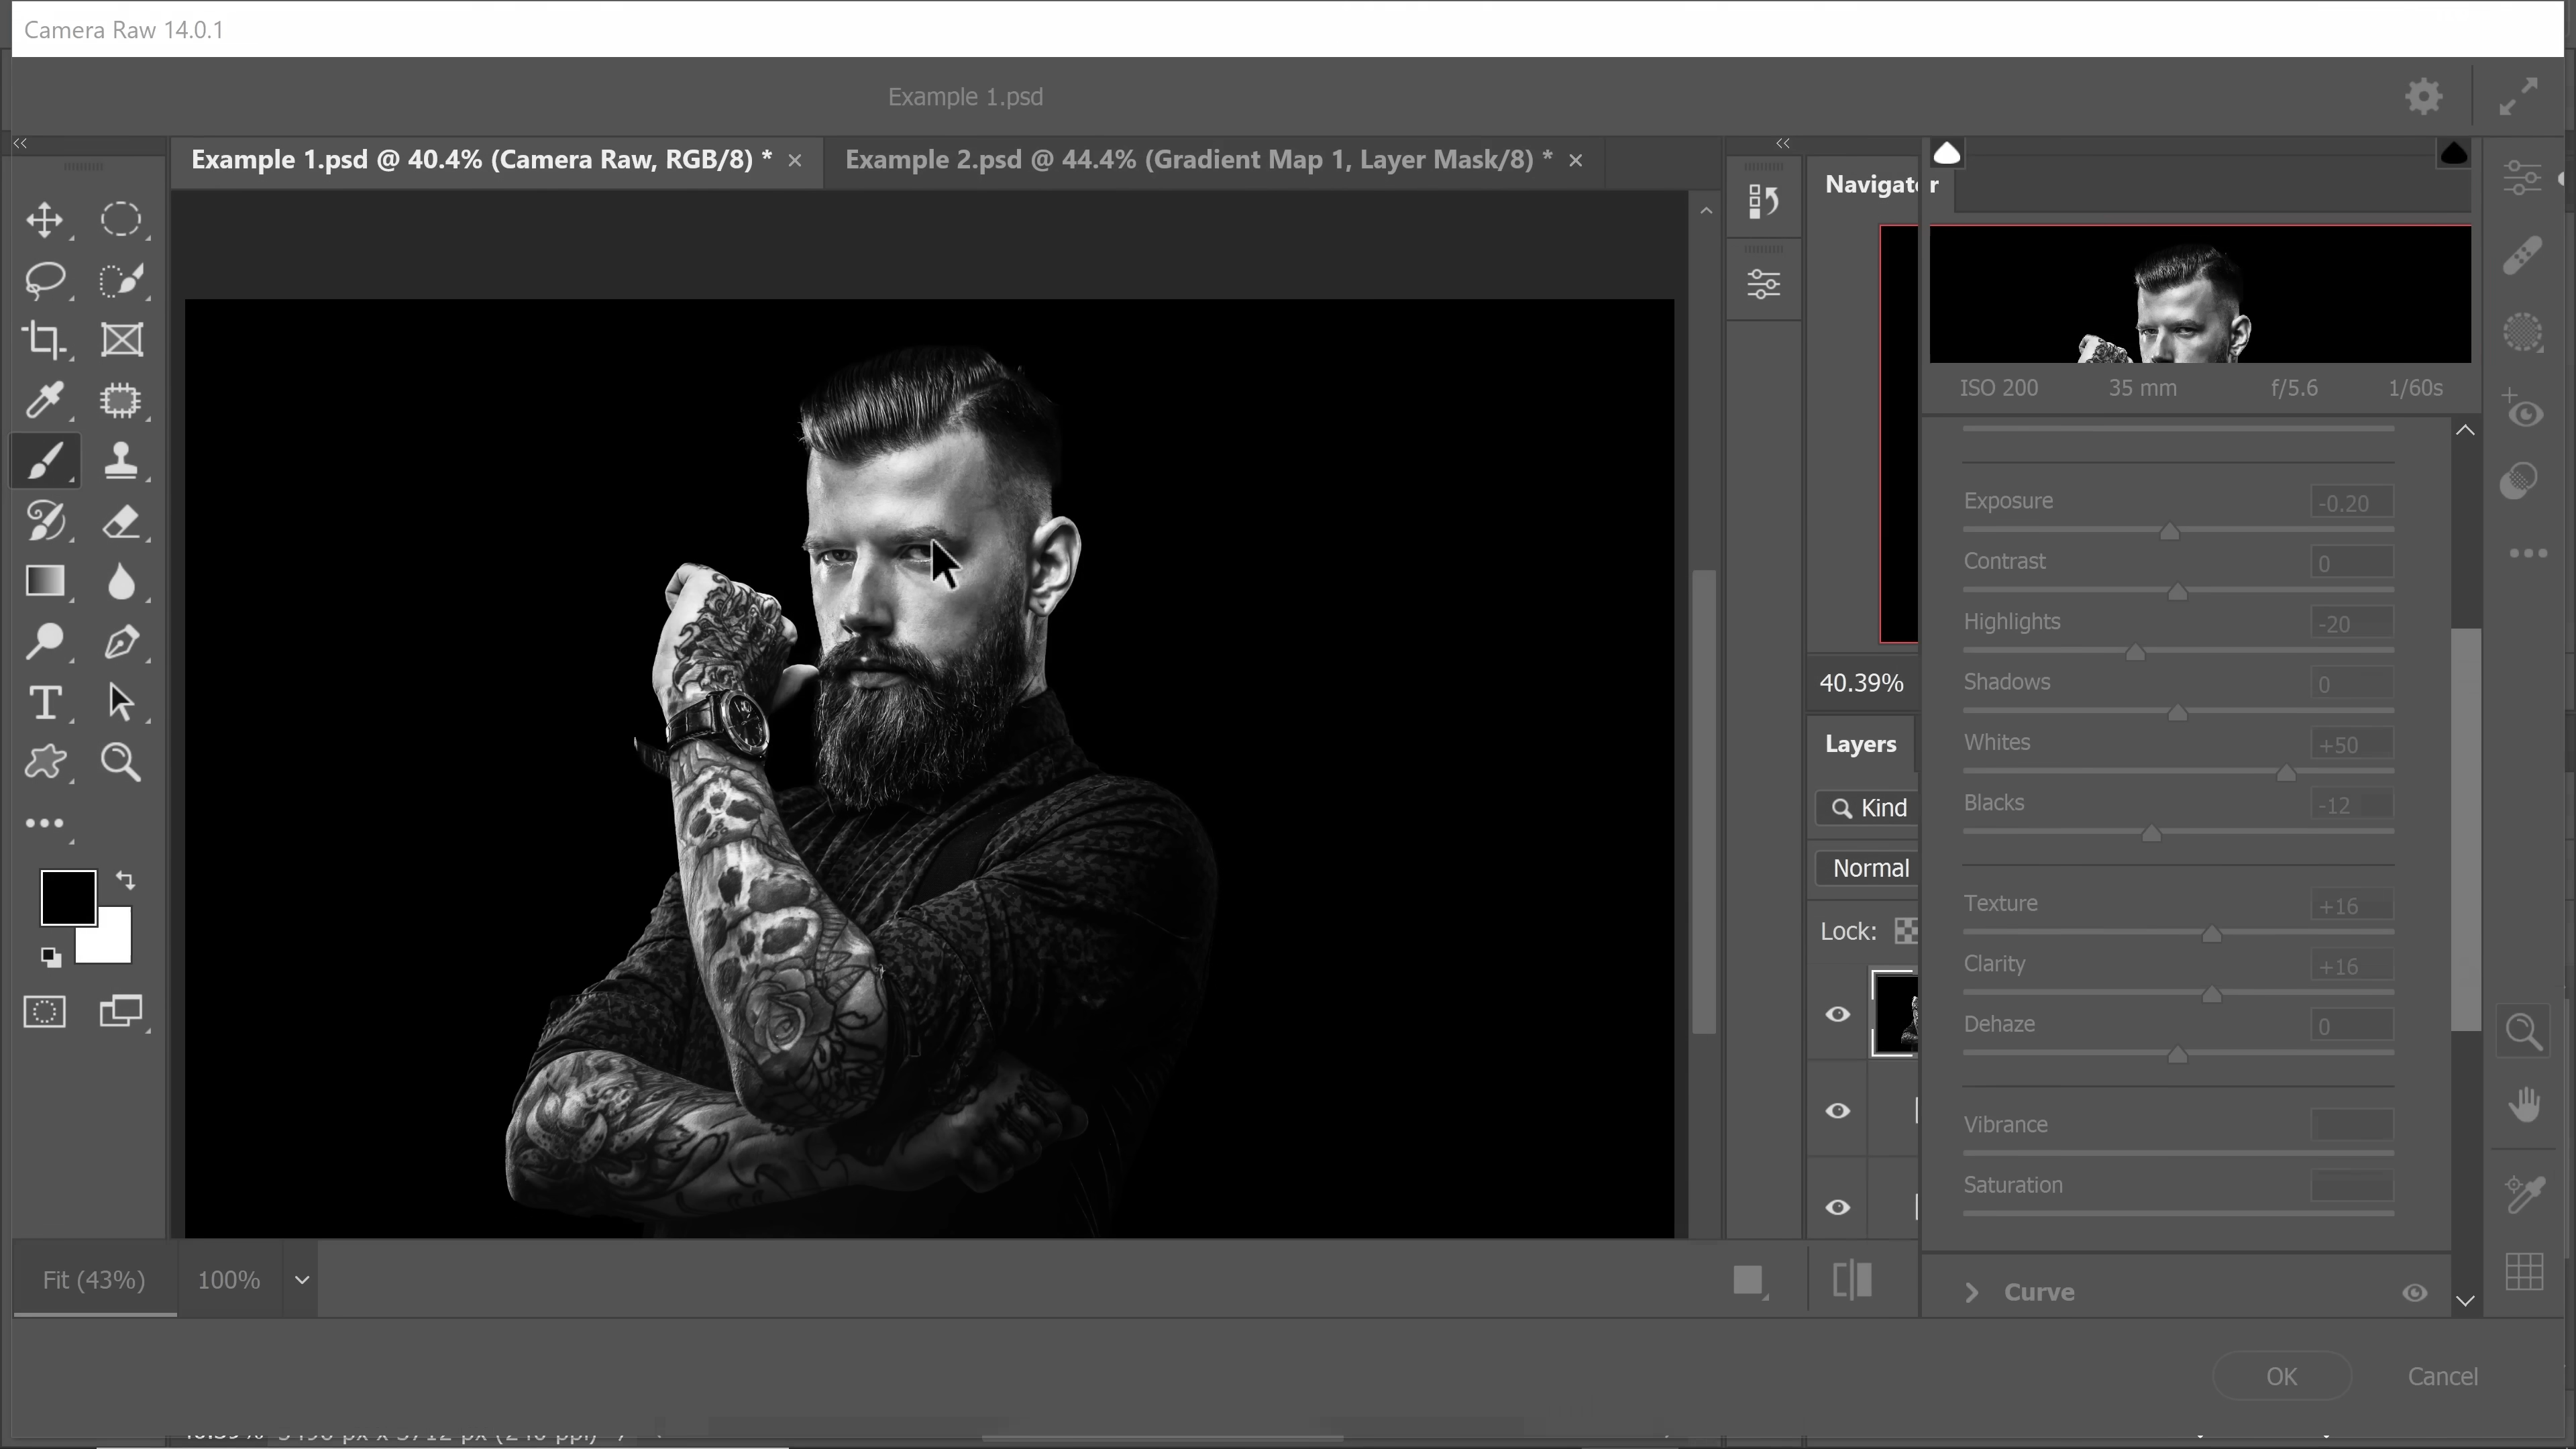 Camera Raw 14.0.1
Example 1.psd
Example 1.psd @ 40.4% (Camera Raw, RGB/8) *
Example 2.psd @ 44.4% (Gradient Map 1, Layer Mask/8) *
Navigator
ISO 200 35 mm f/5.6 1/60s
Exposure -0.20
Contrast 0
Highlights -20
Shadows 0
40.39%
Whites +50
Layers
Blacks -12
Kind
Normal
Texture +16
Lock:
Clarity +16
Dehaze 0
Vibrance
Saturation
Fit (43%) 100%
Curve
OK Cancel